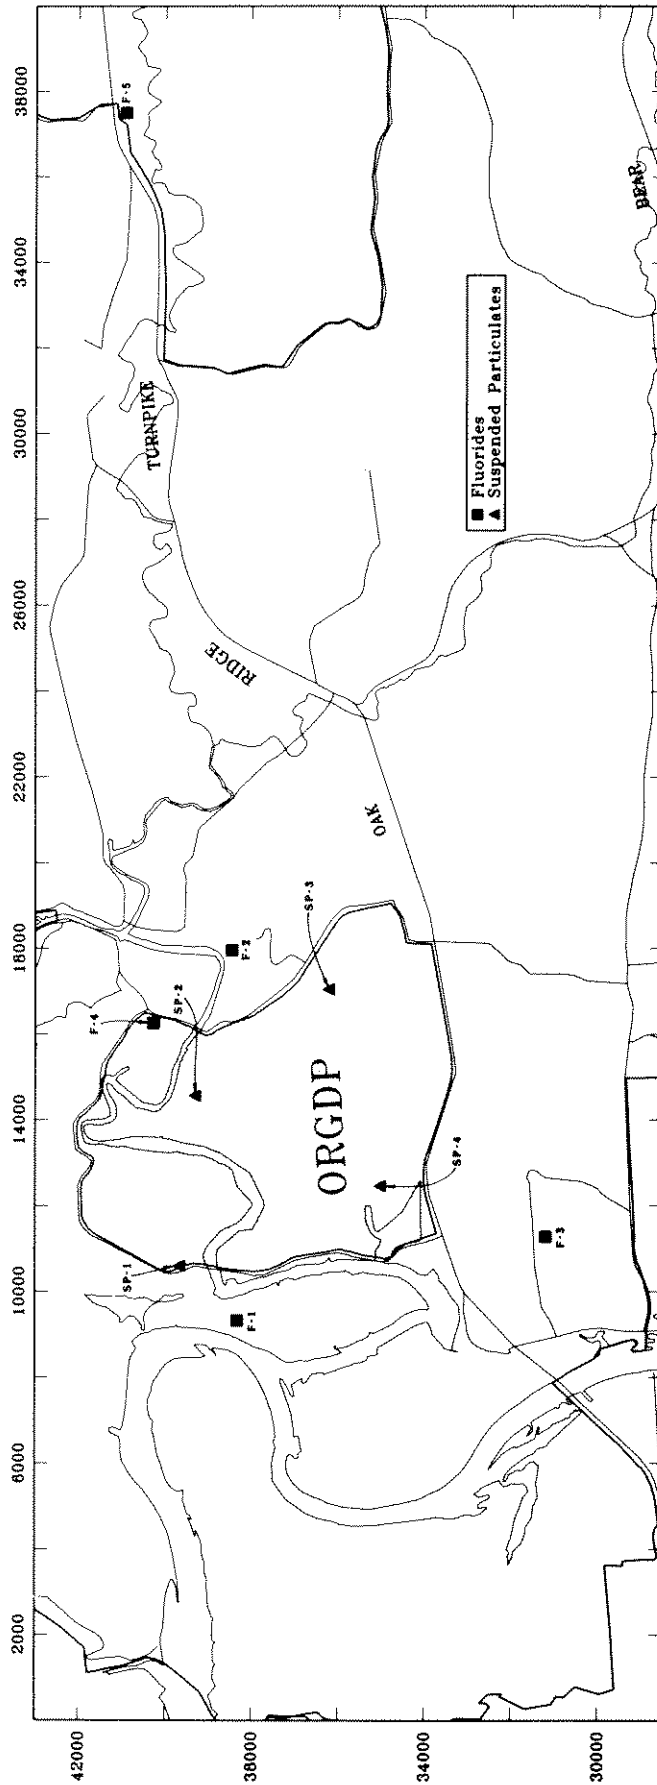 2000
6000
10000
14000
18000
22000
26000
30000
34000
38000
42000
38000
34000
30000
F-5
TURNPIKE
RIDGE
OAK
BEAR
Fluorides
Suspended Particulates
F-4
SP-2
F-2
SP-3
ORGDP
SP-1
F-1
SP-4
F-3